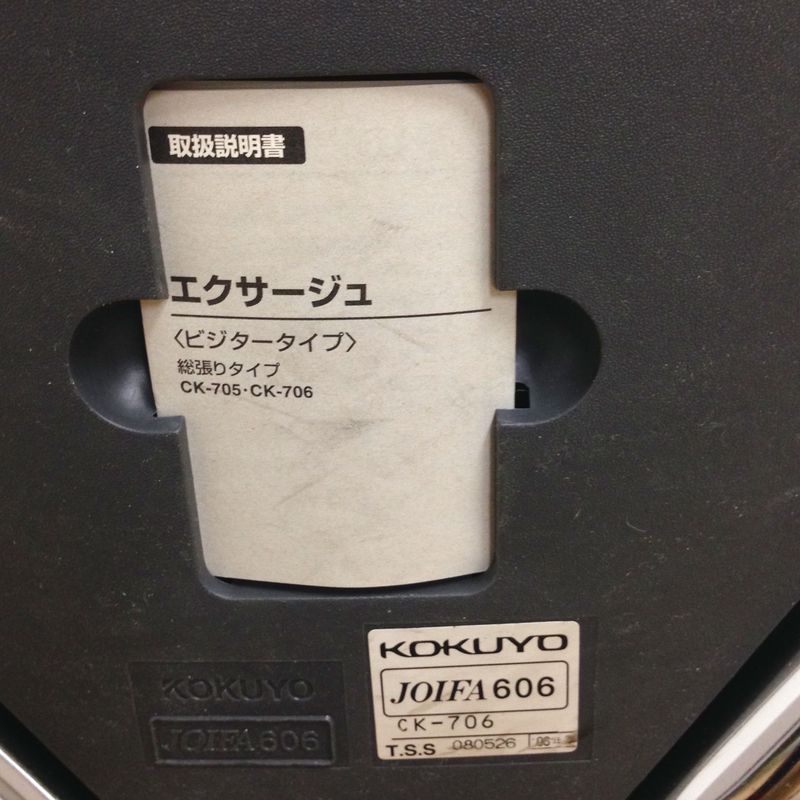 取扱説明書
エクサージュ
〈ビジタータイプ〉
総張りタイプ
CK-705・CK-706
KOKUYO
JOIFA606
KOKUYO
JOIFA606
CK-706
T.S.S 080526